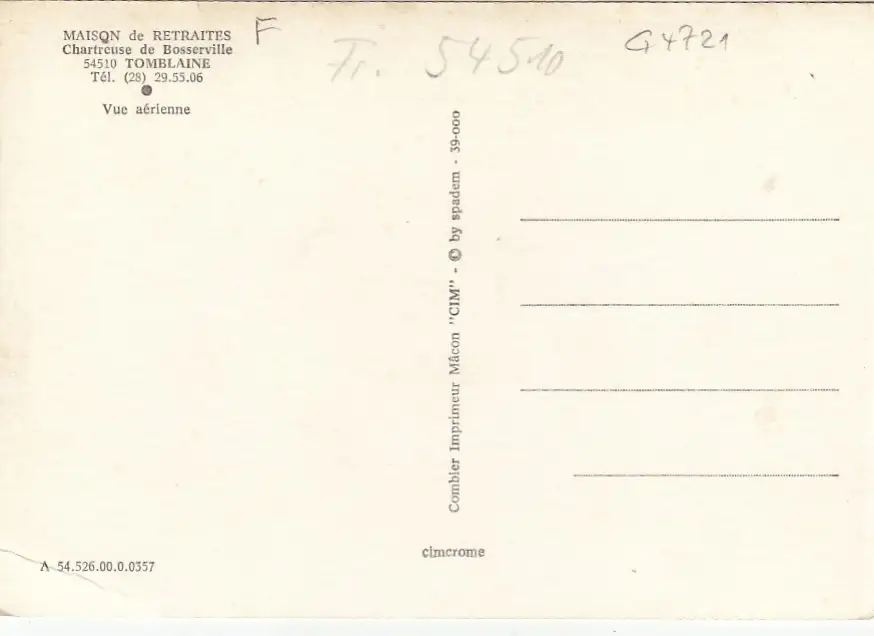 MAISON de RETRAITES
Chartreuse de Bosserville
54510 TOMBLAINE
Tél. (28) 29.55.06
Vue aérienne
F
Fr. 54510
G4721
Combier Imprimeur Mâcon "CIM" - © by spadem - 39-000
cimcrome
A 54.526.00.0.0357